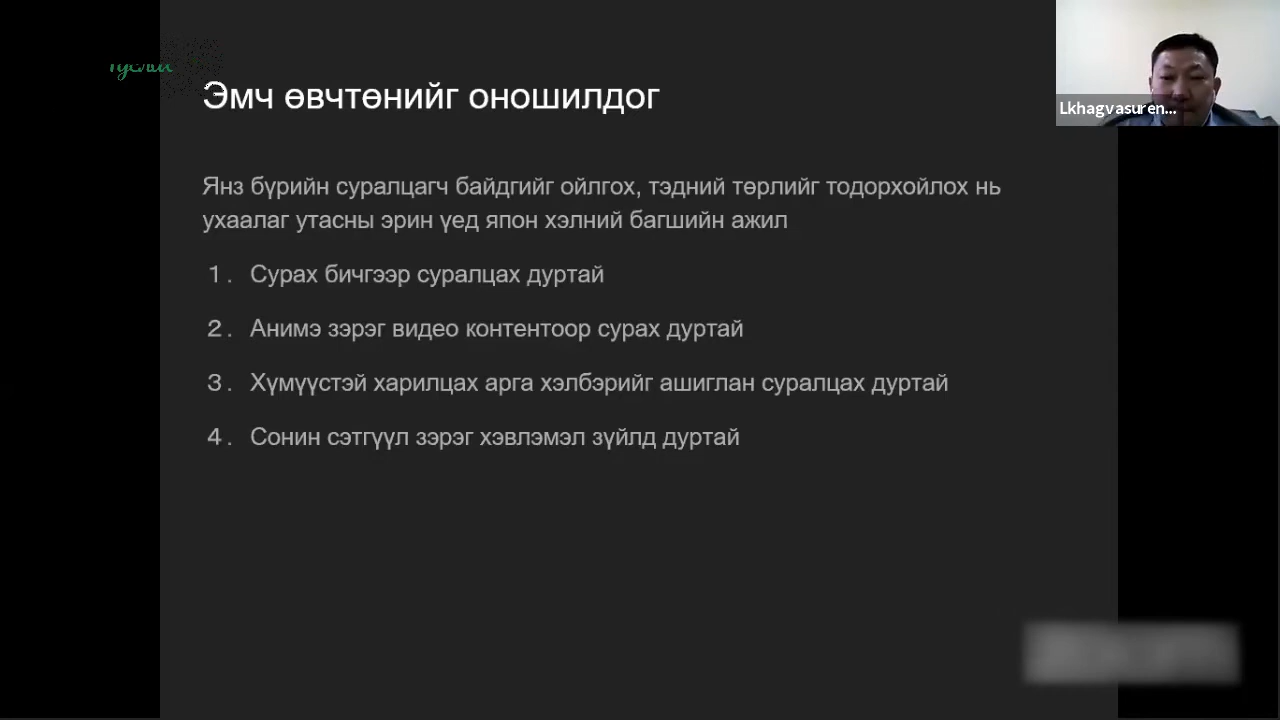 Эмч өвчтөнийг оношилдог
Lkhagvasuren...
Янз бүрийн суралцагч байдгийг ойлгох, тэдний төрлийг тодорхойлох нь
ухаалаг утасны эрин үед япон хэлний багшийн ажил
1. Сурах бичгээр суралцах дуртай
2. Анимэ зэрэг видео контентоор сурах дуртай
3. Хүмүүстэй харилцах арга хэлбэрийг ашиглан суралцах дуртай
4. Сонин сэтгүүл зэрэг хэвлэмэл зүйлд дуртай